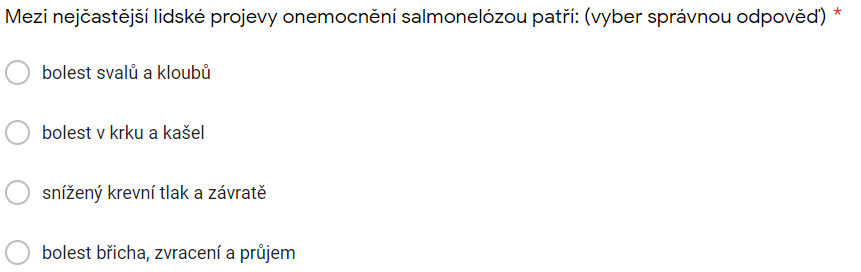 Mezi nejčastější lidské projevy onemocnění salmonelózou patří: (vyber správnou odpověď) *
bolest svalů a kloubů
bolest v krku a kašel
snížený krevní tlak a závratě
bolest břicha, zvracení a průjem